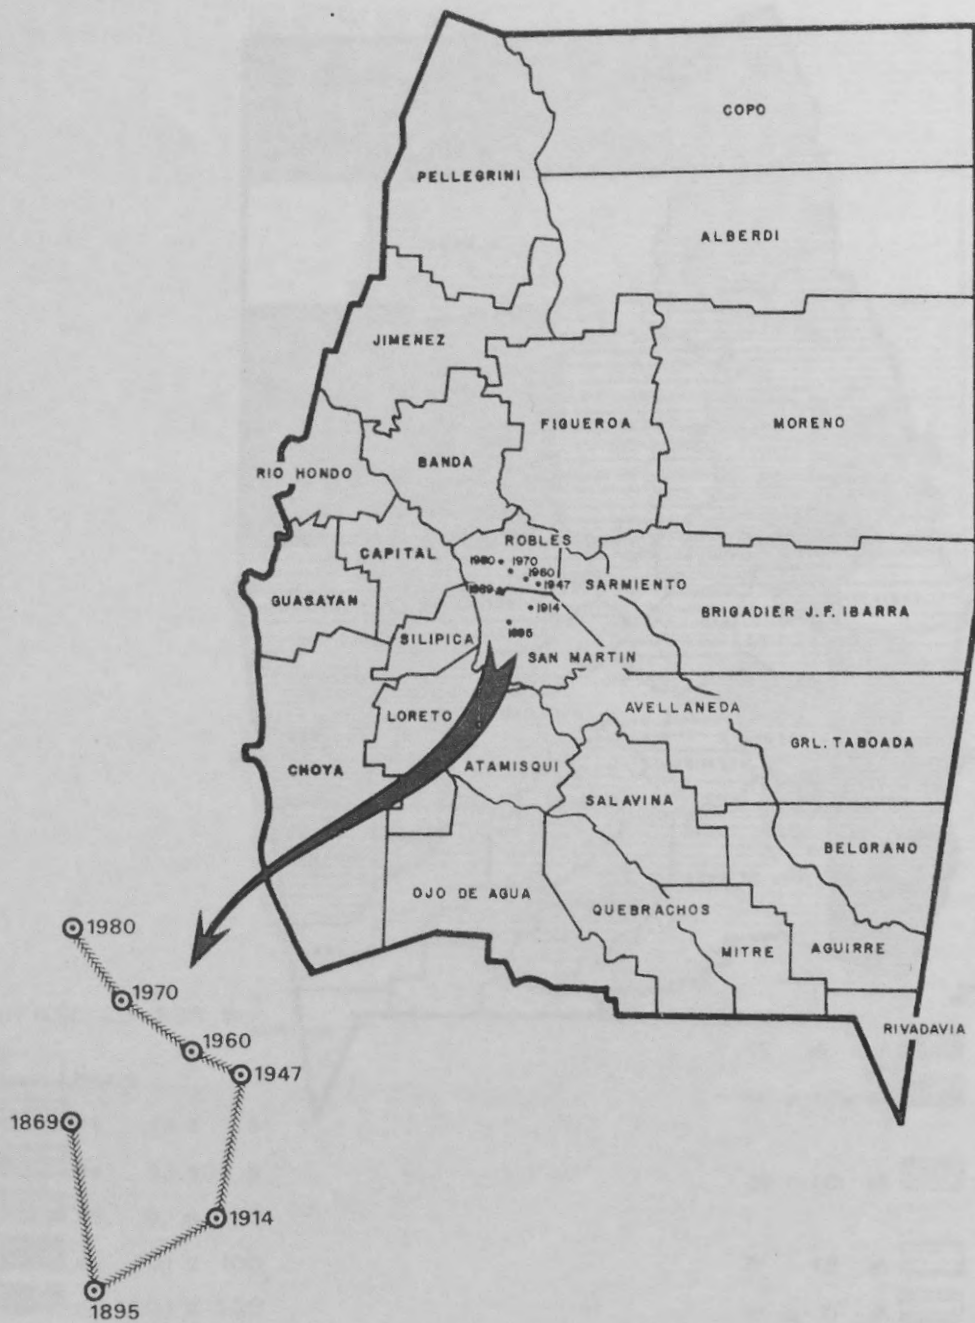 COPO
PELLEGRINI
ALBERDI
JIMENEZ
FIGUEROA
MORENO
BANDA
RIO HONDO
ROBLES
CAPITAL
1980
1970
1960
1947
SARMIENTO
1869
GUASAYAN
1914
BRIGADIER J.F. IBARRA
1895
SILIPICA
SAN MARTIN
AVELLANEDA
LORETO
GRL. TABOADA
CHOYA
ATAMISQUI
SALAVINA
BELGRANO
OJO DE AGUA
QUEBRACHOS
MITRE
AGUIRRE
RIVADAVIA
1980
1970
1960
1947
1869
1914
1895